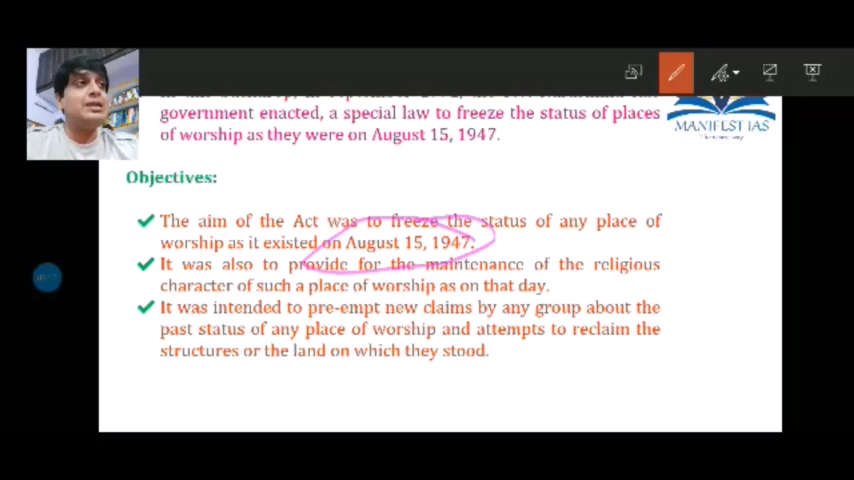 government enacted, a special law to freeze the status of places
of worship as they were on August 15, 1947.
MANIFEST IAS
Objectives:
The aim of the Act was to freeze the status of any place of
worship as it existed on August 15, 1947.
It was also to provide for the maintenance of the religious
character of such a place of worship as on that day.
It was intended to pre-empt new claims by any group about the
past status of any place of worship and attempts to reclaim the
structures or the land on which they stood.